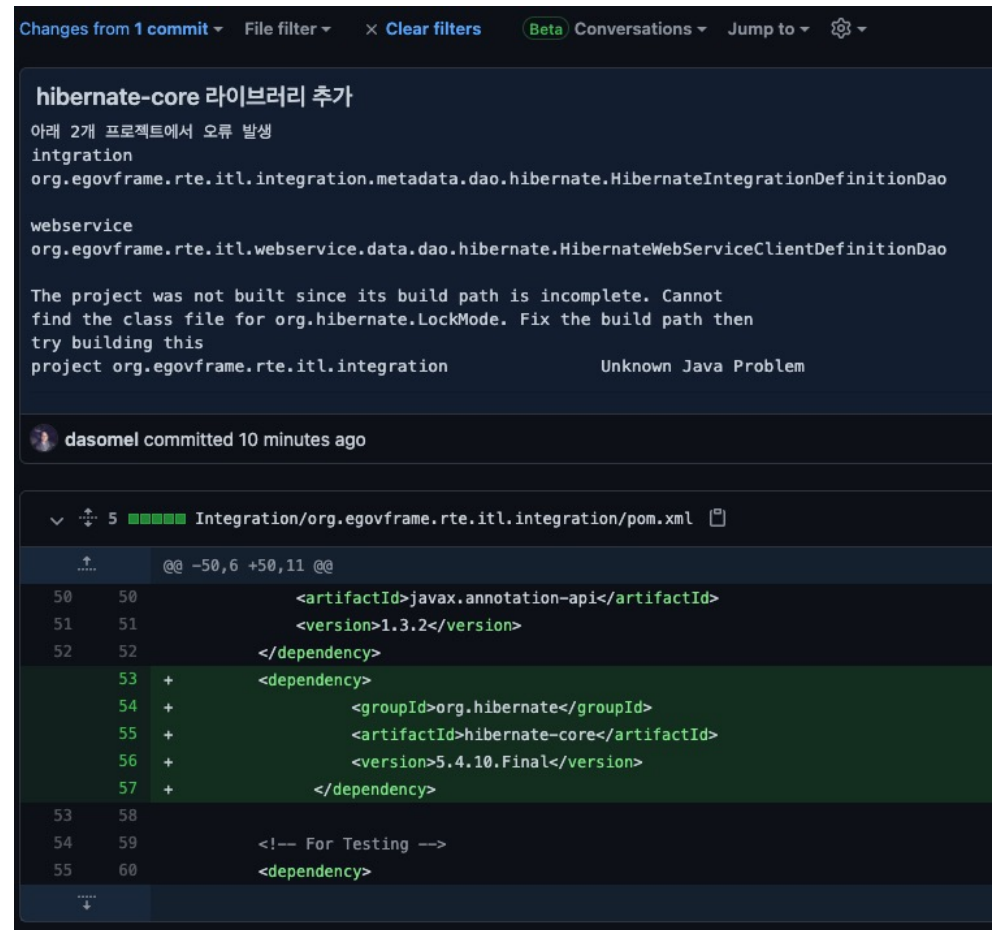 Changes from 1 commit File filter × Clear filters Beta Conversations Jump to
hibernate-core 라이브러리 추가
아래 2개 프로젝트에서 오류 발생
intgration
org.egovframe.rte.itl.integration.metadata.dao.hibernate.HibernateIntegrationDefinitionDao
webservice
org.egovframe.rte.itl.webservice.data.dao.hibernate.HibernateWebServiceClientDefinitionDao
The project was not built since its build path is incomplete. Cannot
find the class file for org.hibernate.LockMode. Fix the build path then
try building this
project org.egovframe.rte.itl.integration Unknown Java Problem
dasomel committed 10 minutes ago
5 Integration/org.egovframe.rte.itl.integration/pom.xml
@@ -50,6 +50,11 @@
50 50 <artifactId>javax.annotation-api</artifactId>
51 51 <version>1.3.2</version>
52 52 </dependency>
53 + <dependency>
54 + <groupId>org.hibernate</groupId>
55 + <artifactId>hibernate-core</artifactId>
56 + <version>5.4.10.Final</version>
57 + </dependency>
53 58
54 59 <!-- For Testing -->
55 60 <dependency>